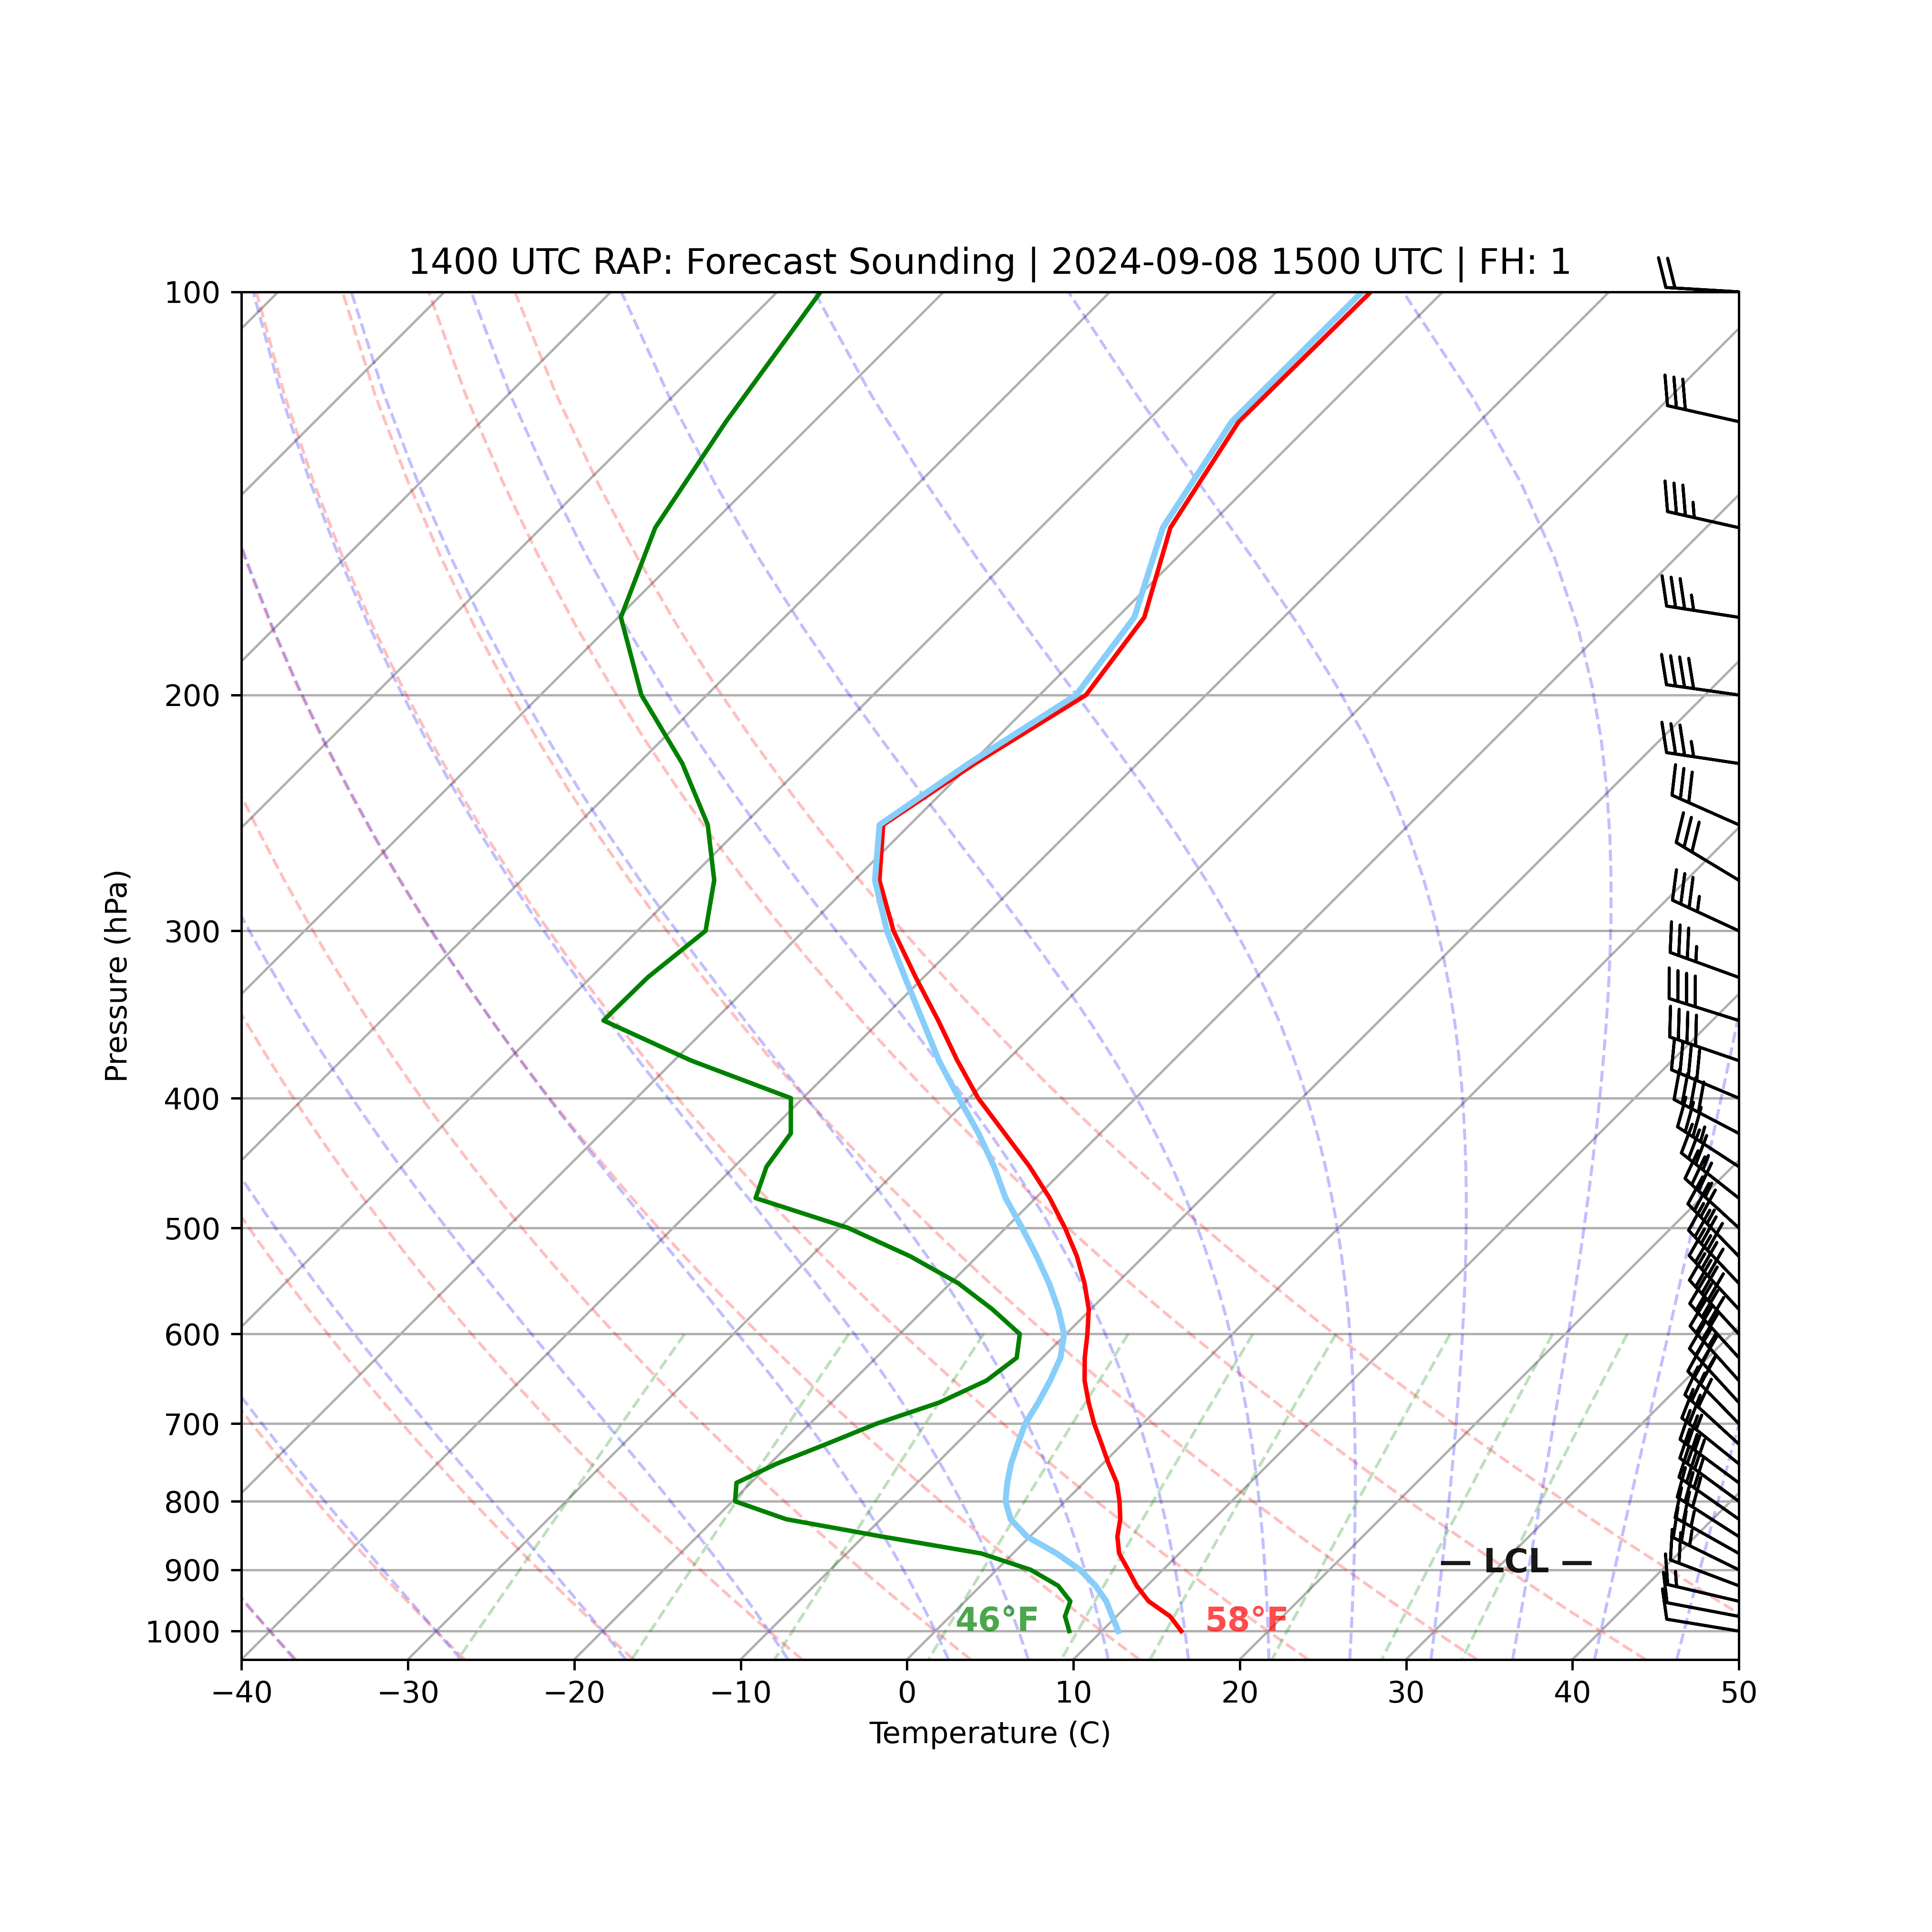 1400 UTC RAP: Forecast Sounding | 2024-09-08 1500 UTC | FH: 1
100
200
300
400
500
600
700
800
900
1000
Pressure (hPa)
— LCL —
46°F
58°F
−40 −30 −20 −10 0 10 20 30 40 50
Temperature (C)